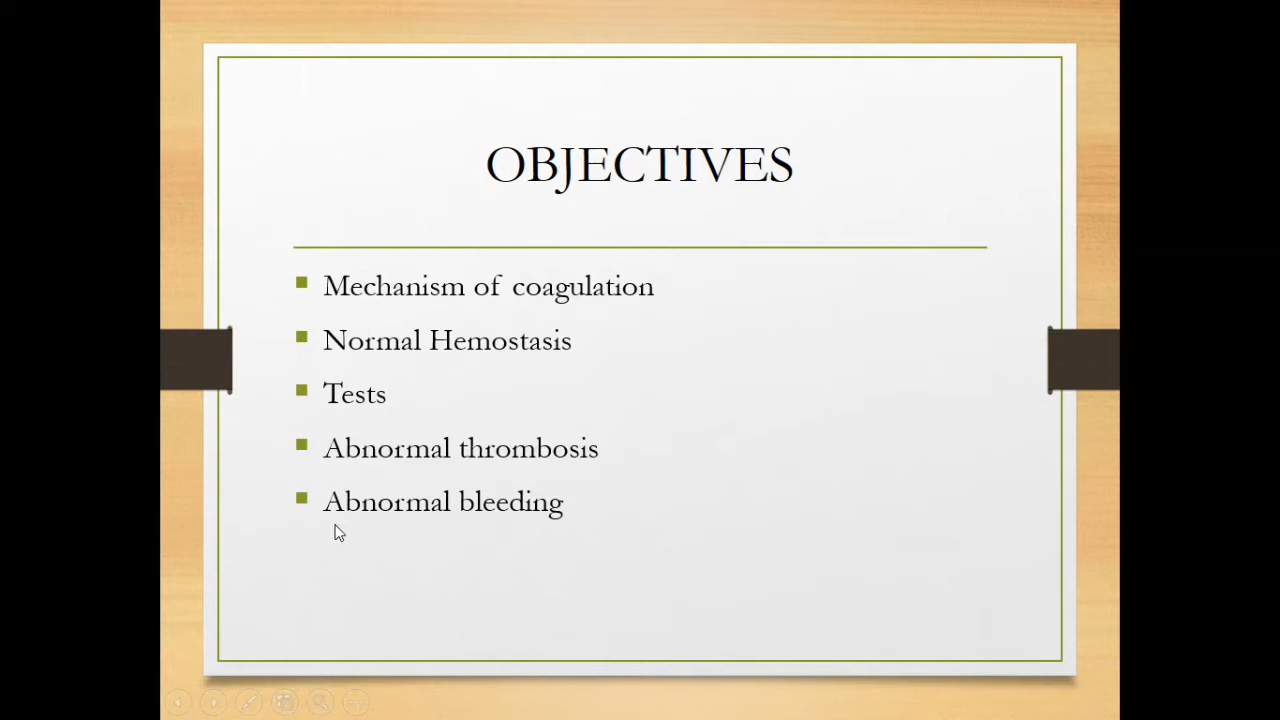 OBJECTIVES
Mechanism of coagulation
Normal Hemostasis
Tests
Abnormal thrombosis
Abnormal bleeding